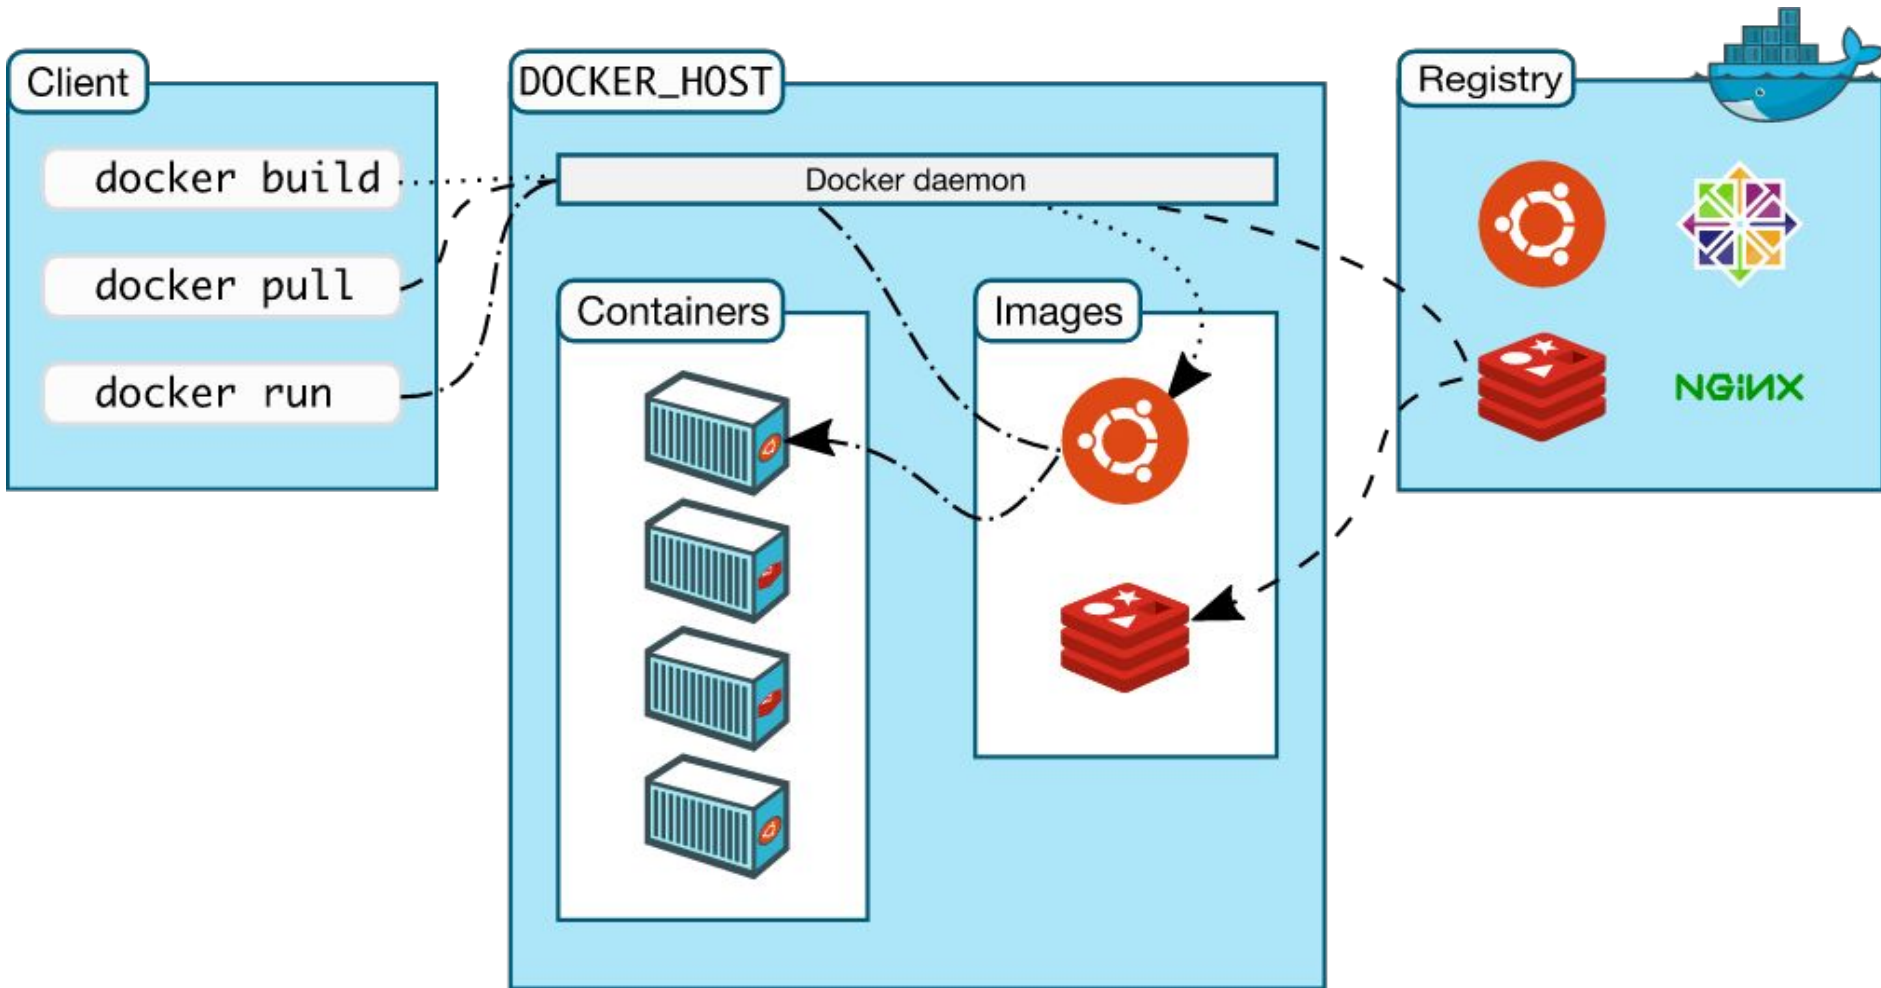 Client
docker build
docker pull
docker run
DOCKER_HOST
Docker daemon
Containers
Images
Registry
NGiNX